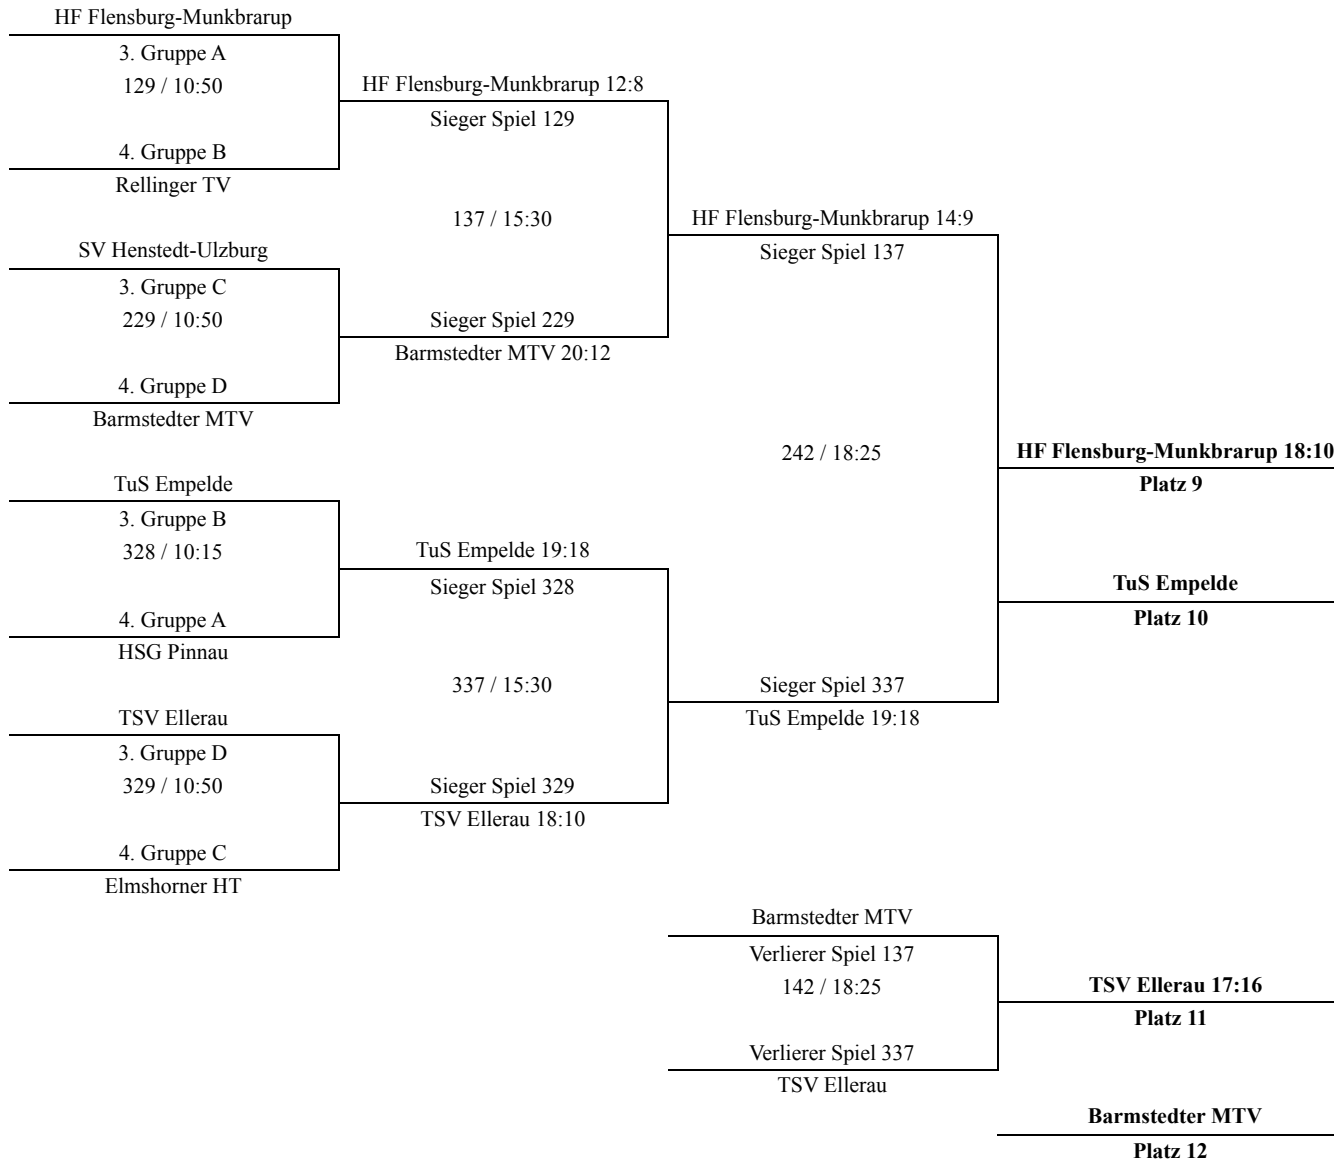 HF Flensburg-Munkbrarup
3. Gruppe A
129 / 10:50
HF Flensburg-Munkbrarup 12:8
Sieger Spiel 129
4. Gruppe B
Rellinger TV
137 / 15:30
HF Flensburg-Munkbrarup 14:9
Sieger Spiel 137
SV Henstedt-Ulzburg
3. Gruppe C
229 / 10:50
Sieger Spiel 229
Barmstedter MTV 20:12
4. Gruppe D
Barmstedter MTV
242 / 18:25
HF Flensburg-Munkbrarup 18:10
Platz 9
TuS Empelde
3. Gruppe B
328 / 10:15
TuS Empelde 19:18
Sieger Spiel 328
TuS Empelde
Platz 10
4. Gruppe A
HSG Pinnau
337 / 15:30
Sieger Spiel 337
TuS Empelde 19:18
TSV Ellerau
3. Gruppe D
329 / 10:50
Sieger Spiel 329
TSV Ellerau 18:10
4. Gruppe C
Elmshorner HT
Barmstedter MTV
Verlierer Spiel 137
142 / 18:25
TSV Ellerau 17:16
Platz 11
Verlierer Spiel 337
TSV Ellerau
Barmstedter MTV
Platz 12